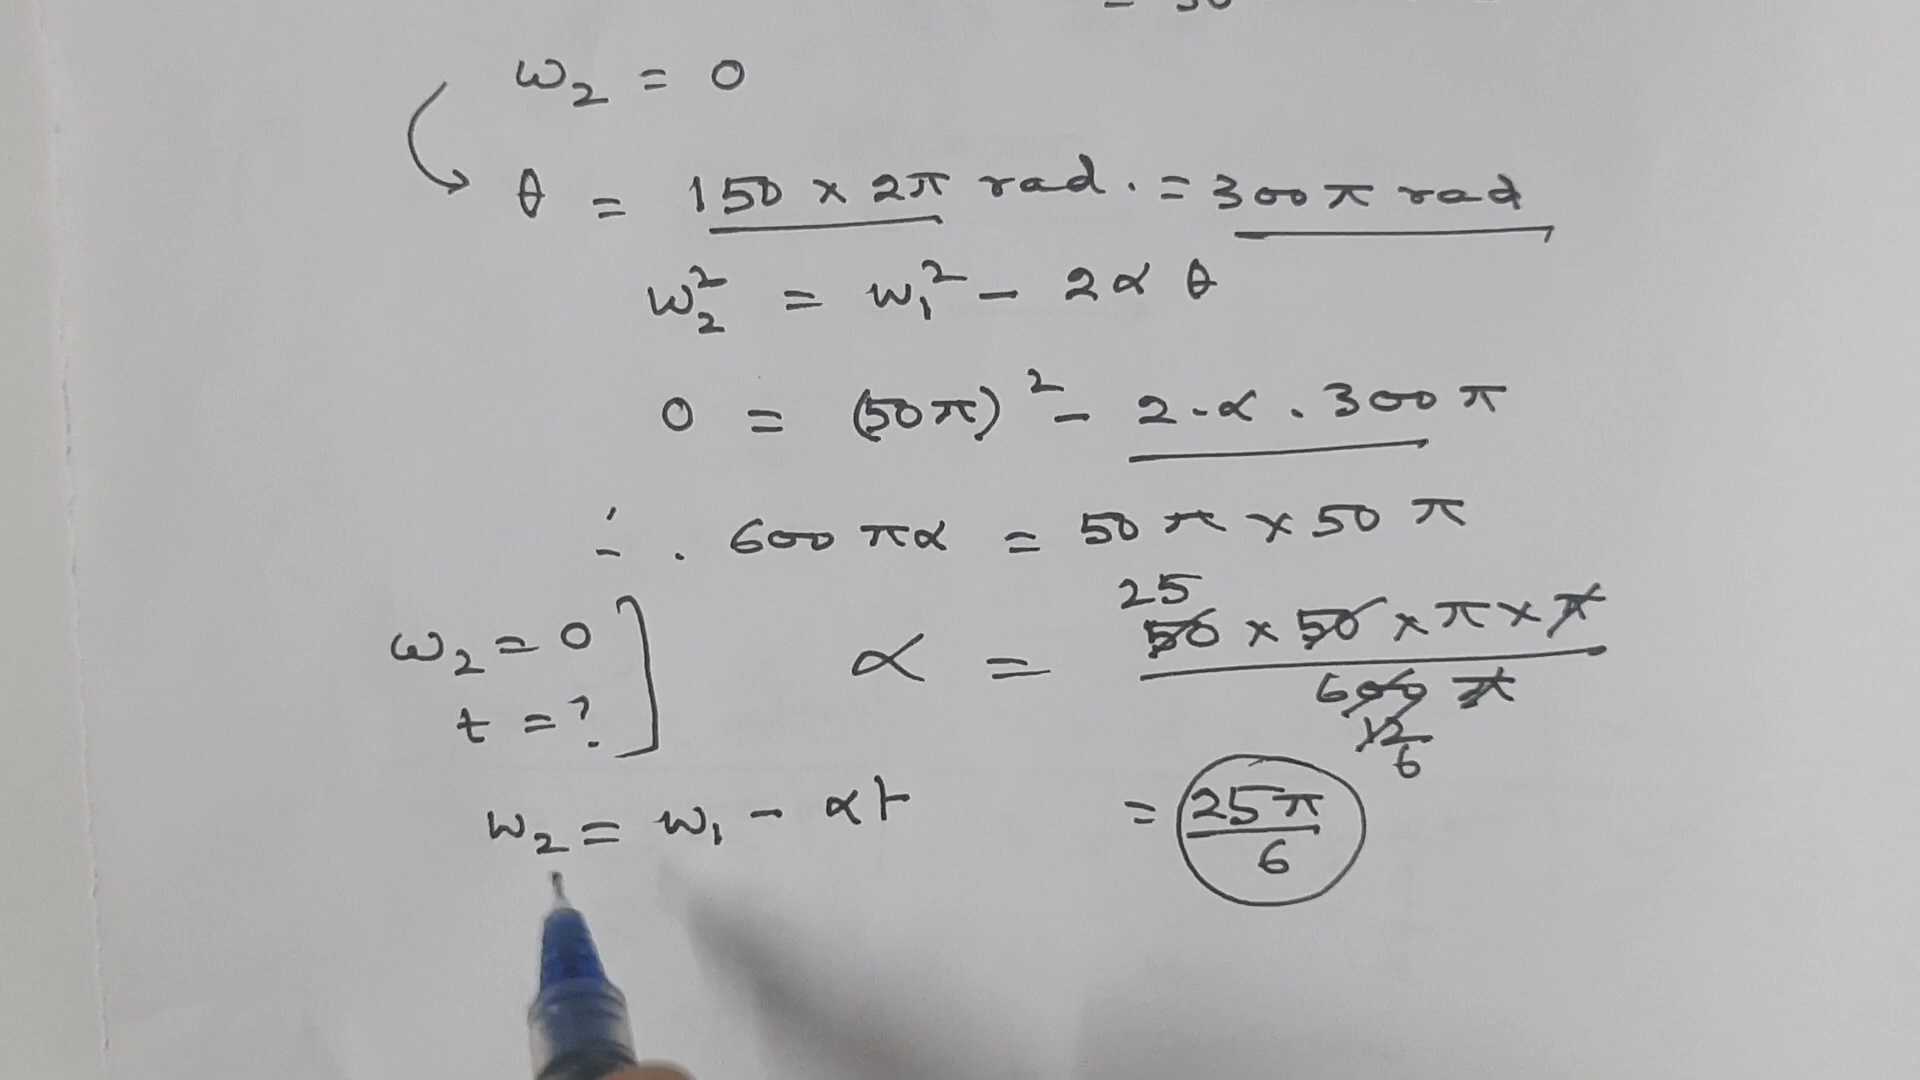 ω₂ = 0
θ = 150 × 2π rad. = 300π rad
ω₂² = ω₁² - 2αθ
0 = (50π)² - 2·α·300π
∴ 600πα = 50π × 50π
α = 50 × 50 × π × π / 600π
25
12
6
= 25π/6
ω₂ = 0
t = ?
ω₂ = ω₁ - αt